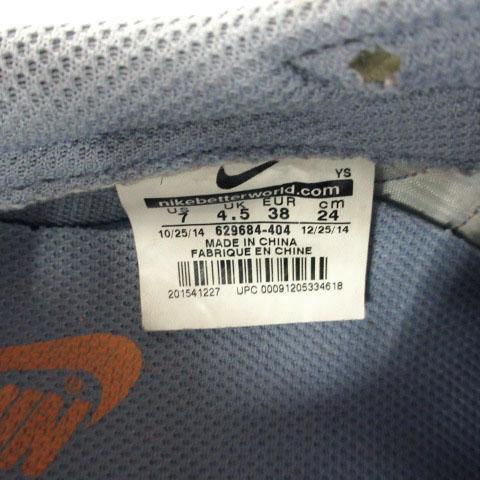 YS
nikebetterworld.com
US UK EUR cm
7 4.5 38 24
10/25/14 629684-404 12/25/14
MADE IN CHINA
FABRIQUE EN CHINE
201541227 UPC 00091205334618